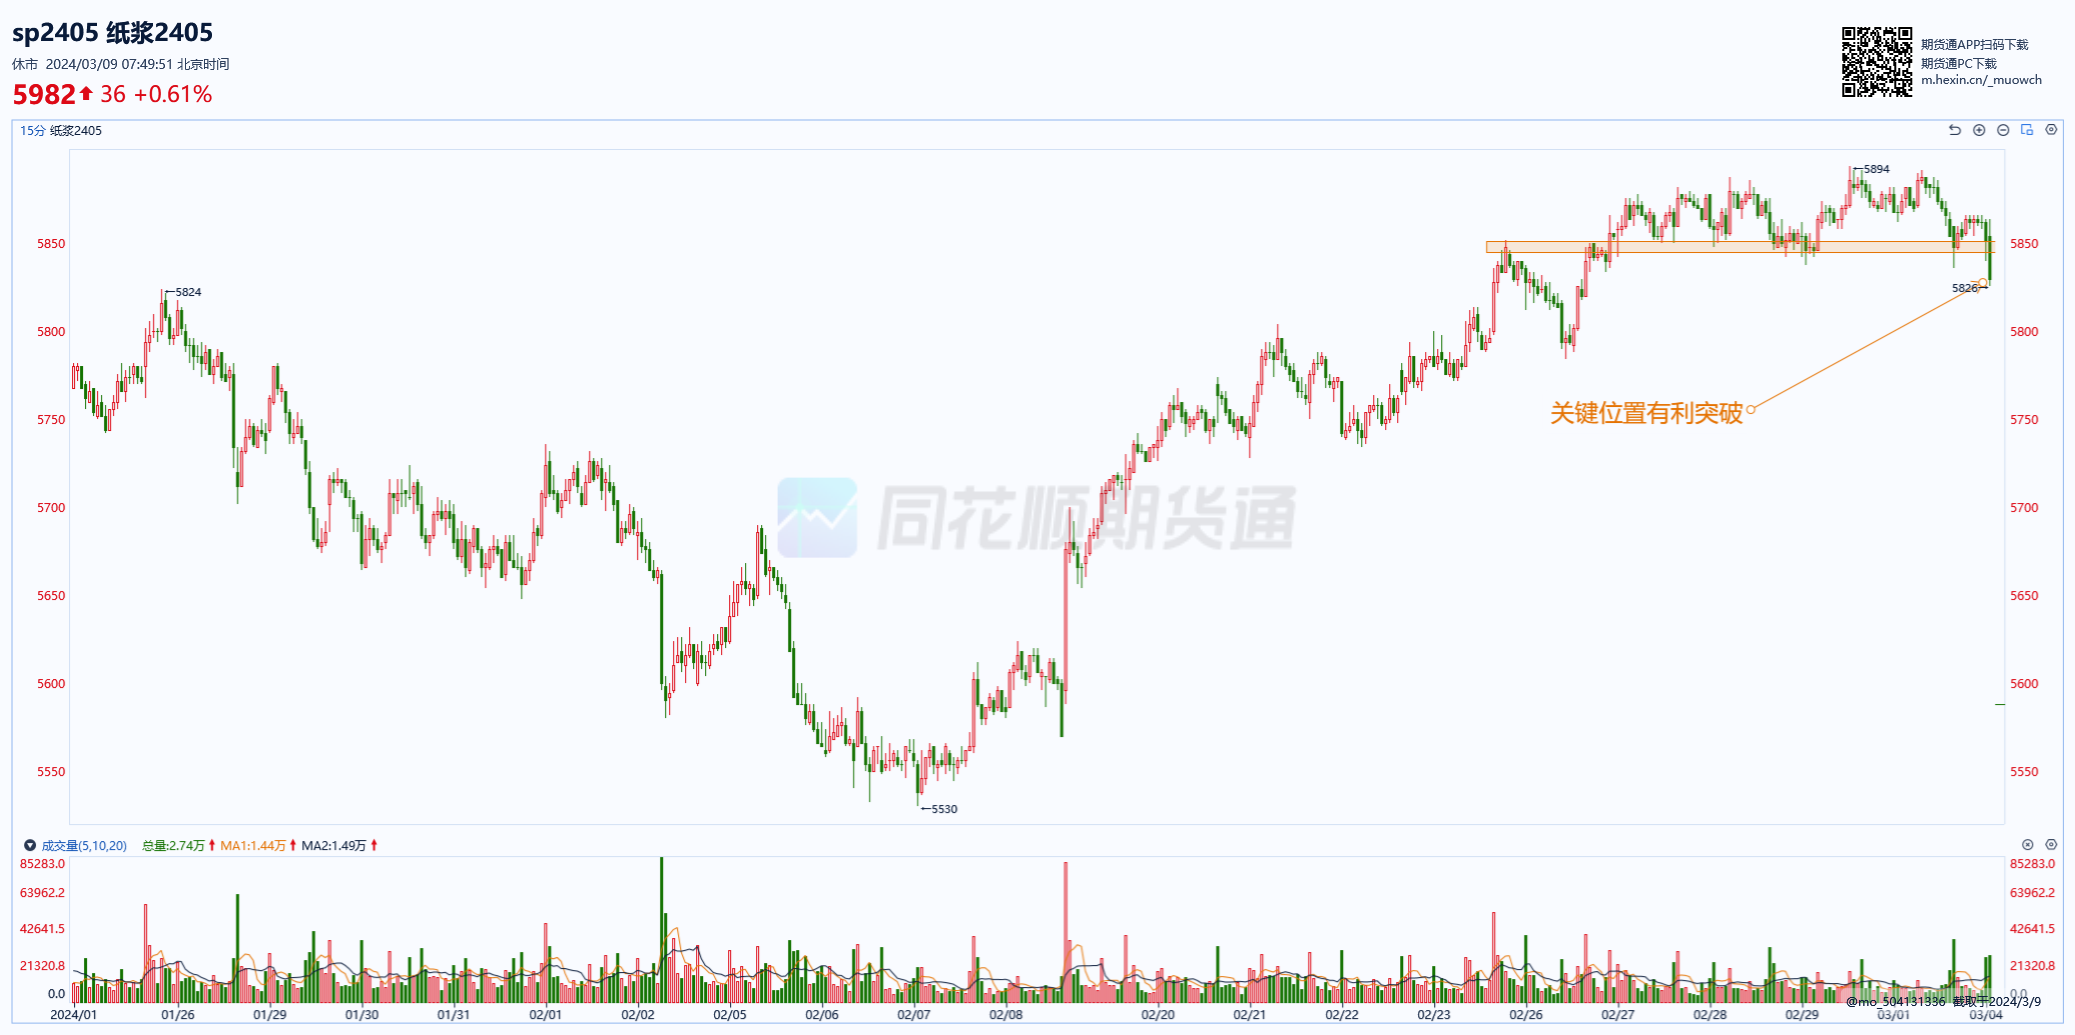 sp2405 纸浆2405
休市 2024/03/09 07:49:51 北京时间
5982 36 +0.61%
期货通APP扫码下载
期货通PC下载
m.hexin.cn/_muowch
15分 纸浆2405
←5894
5850 5850
5826→
←5824
5800 5800
关键位置有利突破
5750 5750
同花顺期货通
5700 5700
5650 5650
5600 5600
5550 5550
←5530
成交量(5,10,20) 总量:2.74万 MA1:1.44万 MA2:1.49万
85283.0 85283.0
63962.2 63962.2
42641.5 42641.5
21320.8 21320.8
0.0 0.0
@mo_504131336 截取于2024/3/9
2024/01 01/26 01/29 01/30 01/31 02/01 02/02 02/05 02/06 02/07 02/08 02/20 02/21 02/22 02/23 02/26 02/27 02/28 02/29 03/01 03/04